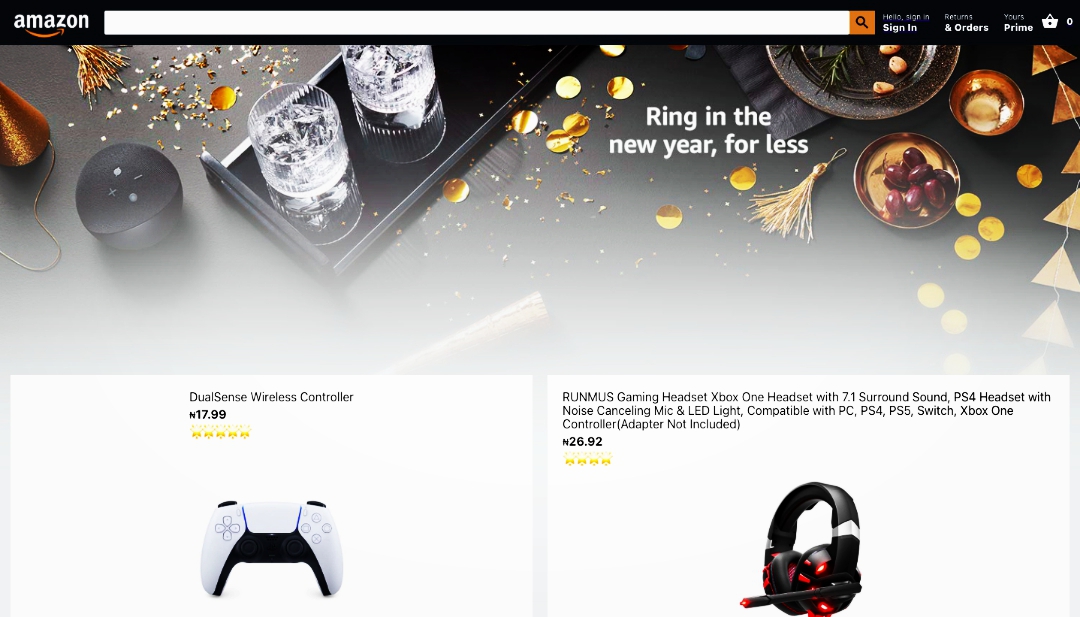 amazon
Hello, sign in
Sign In
Returns
& Orders
Yours
Prime
0
Ring in the
new year, for less
DualSense Wireless Controller
₦17.99
RUNMUS Gaming Headset Xbox One Headset with 7.1 Surround Sound, PS4 Headset with
Noise Canceling Mic & LED Light, Compatible with PC, PS4, PS5, Switch, Xbox One
Controller(Adapter Not Included)
₦26.92